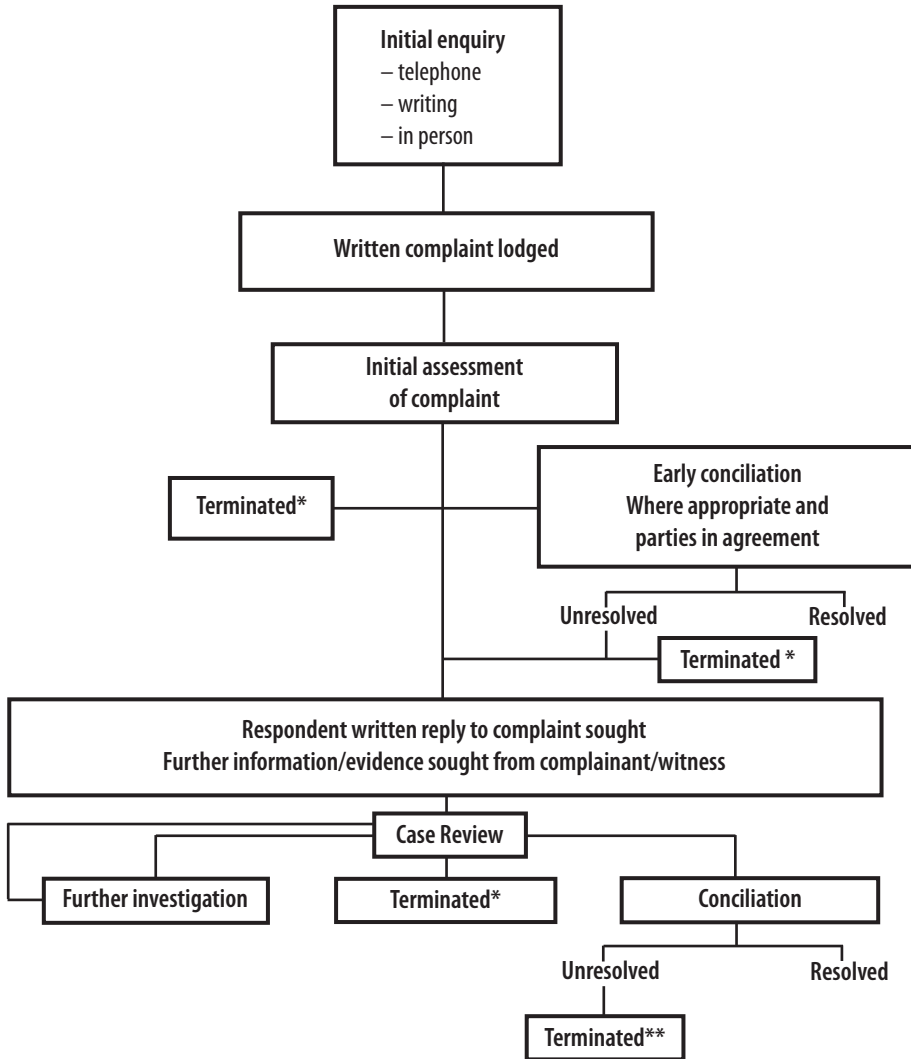 Initial enquiry
– telephone
– writing
– in person
Written complaint lodged
Initial assessment
of complaint
Terminated*
Early conciliation
Where appropriate and
parties in agreement
Unresolved
Resolved
Terminated *
Respondent written reply to complaint sought
Further information/evidence sought from complainant/witness
Case Review
Further investigation
Terminated*
Conciliation
Unresolved
Resolved
Terminated**